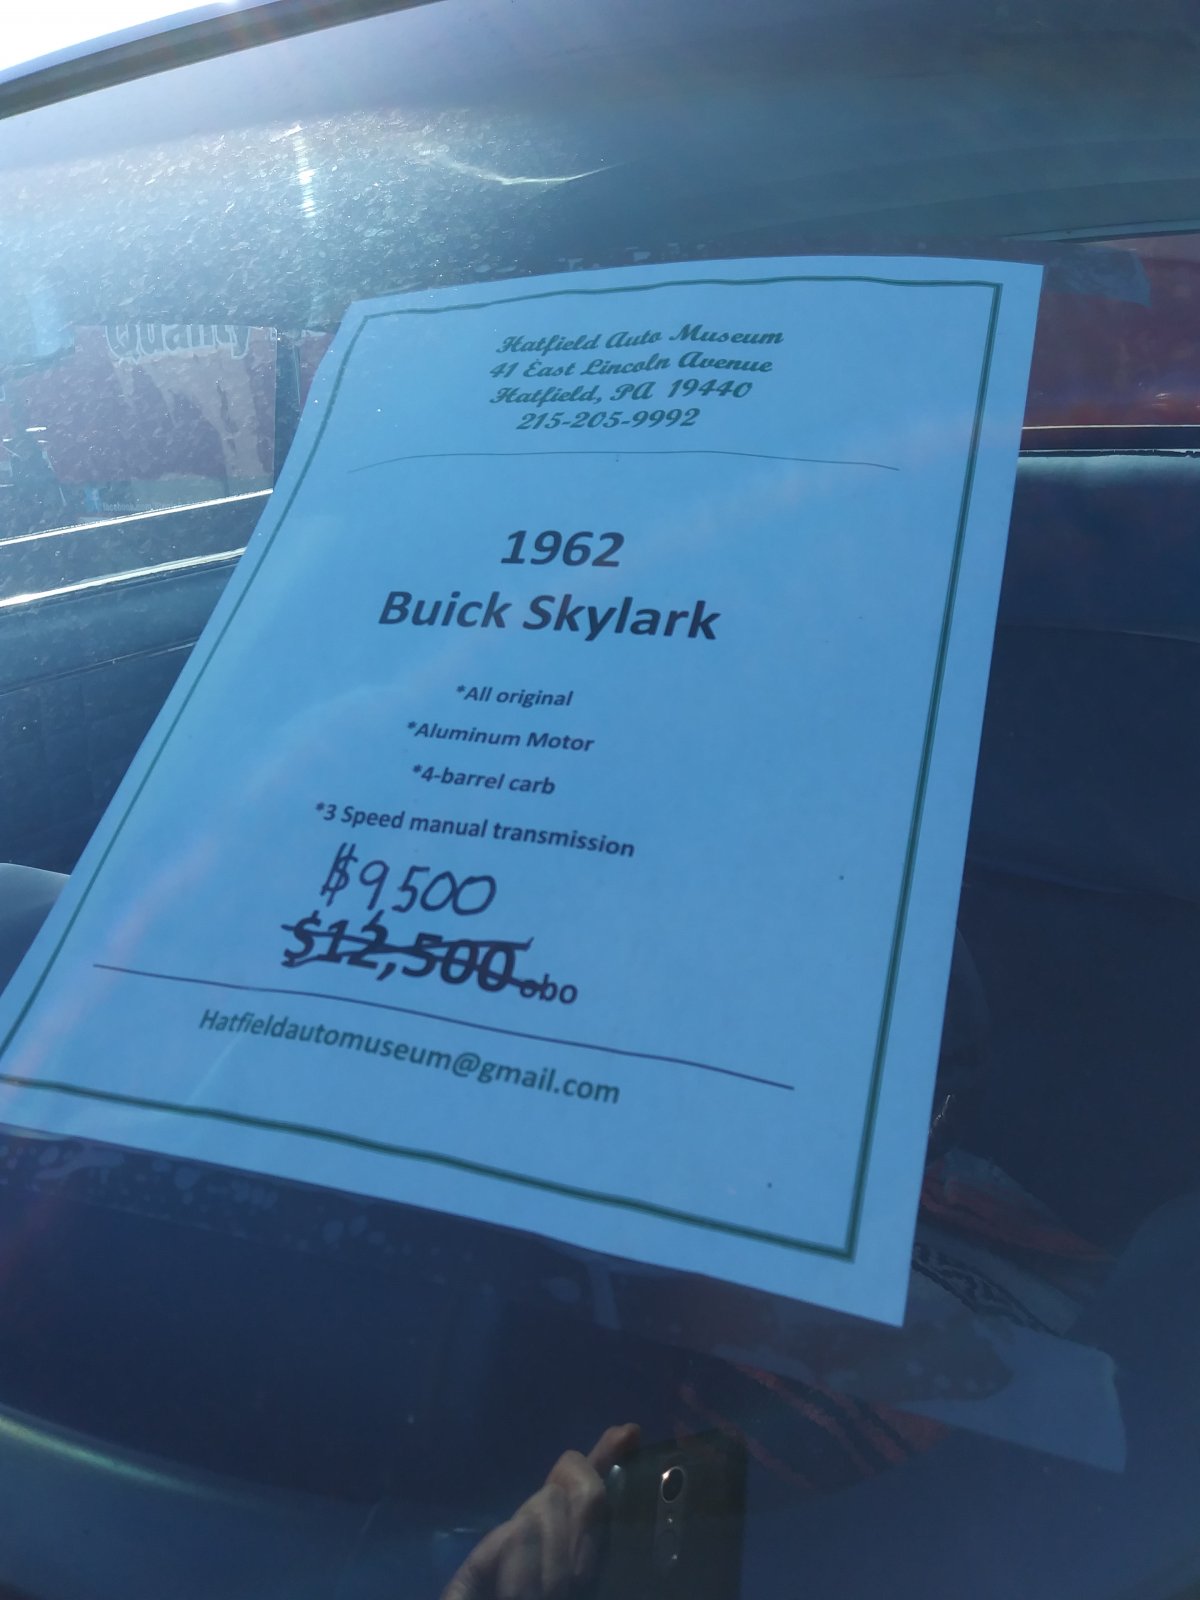 Quality
Hatfield Auto Museum
41 East Lincoln Avenue
Hatfield, PA 19440
215-205-9992
1962
Buick Skylark
*All original
*Aluminum Motor
*4-barrel carb
*3 Speed manual transmission
$9,500
$12,500 obo
Hatfieldautomuseum@gmail.com